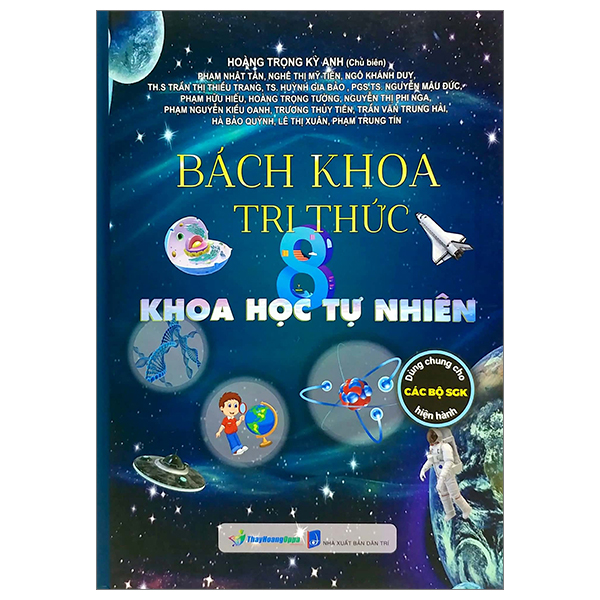 HOÀNG TRỌNG KỲ ANH (Chủ biên)
PHẠM NHẬT TÂN, NGHÊ THỊ MỸ TIÊN, NGÔ KHÁNH DUY,
TH.S TRẦN THỊ THIẾU TRANG, TS. HUỲNH GIA BẢO , PGS TS. NGUYỄN MẬU ĐỨC,
PHẠM HỮU HIẾU, HOÀNG TRỌNG TƯỜNG, NGUYỄN THỊ PHI NGA,
PHẠM NGUYỄN KIỀU OANH, TRƯƠNG THỦY TIÊN, TRẦN VĂN TRUNG HẢI,
HÀ BẢO QUỲNH, LÊ THỊ XUÂN, PHẠM TRUNG TÍN
BÁCH KHOA
TRI THỨC
8
KHOA HỌC TỰ NHIÊN
Dùng chung cho
CÁC BỘ SGK
hiện hành
ThayHoangOppa
NHÀ XUẤT BẢN DÂN TRÍ